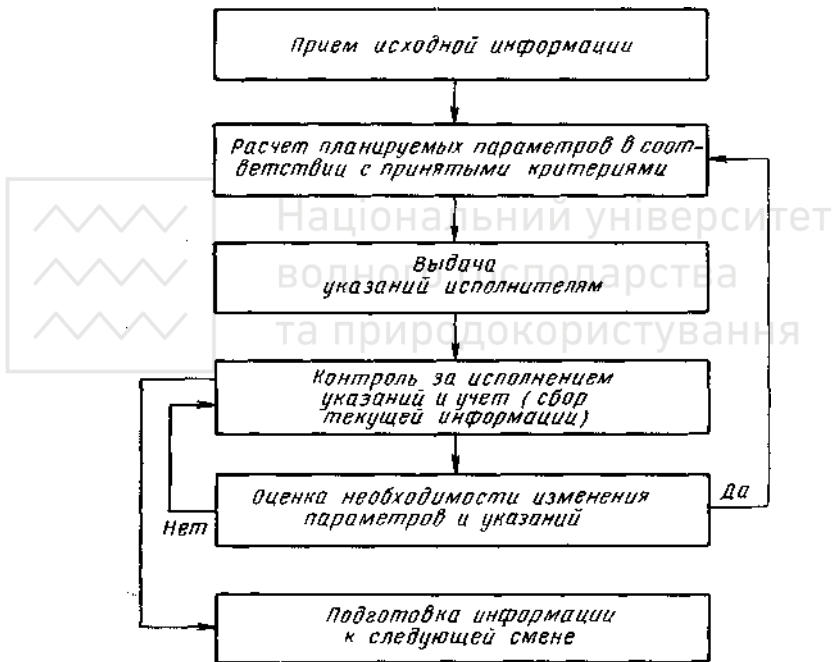 Прием исходной информации
Расчет планируемых параметров в соот-
ветствии с принятыми критериями
Національний університет
Выдача
водного господарства
указаний исполнителям
та природокористування
Контроль за исполнением
указаний и учет (сбор
текущей информации)
Оценка необходимости изменения
параметров и указаний
Да
Нет
Подготовка информации
к следующей смене